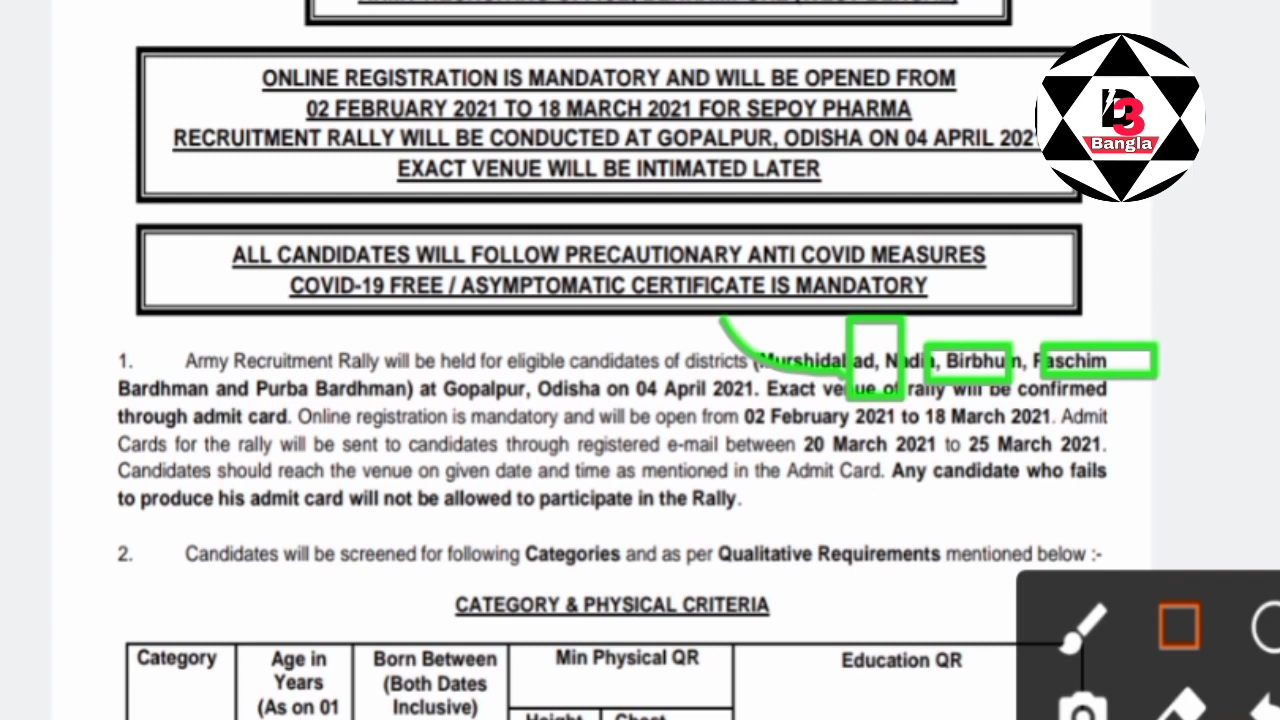 ONLINE REGISTRATION IS MANDATORY AND WILL BE OPENED FROM
02 FEBRUARY 2021 TO 18 MARCH 2021 FOR SEPOY PHARMA
RECRUITMENT RALLY WILL BE CONDUCTED AT GOPALPUR, ODISHA ON 04 APRIL 2021
EXACT VENUE WILL BE INTIMATED LATER
D3
Bangla
ALL CANDIDATES WILL FOLLOW PRECAUTIONARY ANTI COVID MEASURES
COVID-19 FREE / ASYMPTOMATIC CERTIFICATE IS MANDATORY
1. Army Recruitment Rally will be held for eligible candidates of districts (Murshidabad, Nadia, Birbhum, Paschim
Bardhman and Purba Bardhman) at Gopalpur, Odisha on 04 April 2021. Exact venue of rally will be confirmed
through admit card. Online registration is mandatory and will be open from 02 February 2021 to 18 March 2021. Admit
Cards for the rally will be sent to candidates through registered e-mail between 20 March 2021 to 25 March 2021.
Candidates should reach the venue on given date and time as mentioned in the Admit Card. Any candidate who fails
to produce his admit card will not be allowed to participate in the Rally.
2. Candidates will be screened for following Categories and as per Qualitative Requirements mentioned below :-
CATEGORY & PHYSICAL CRITERIA
Category Age in Born Between Min Physical QR Education QR
Years (Both Dates
(As on 01 Inclusive)
Height Chest